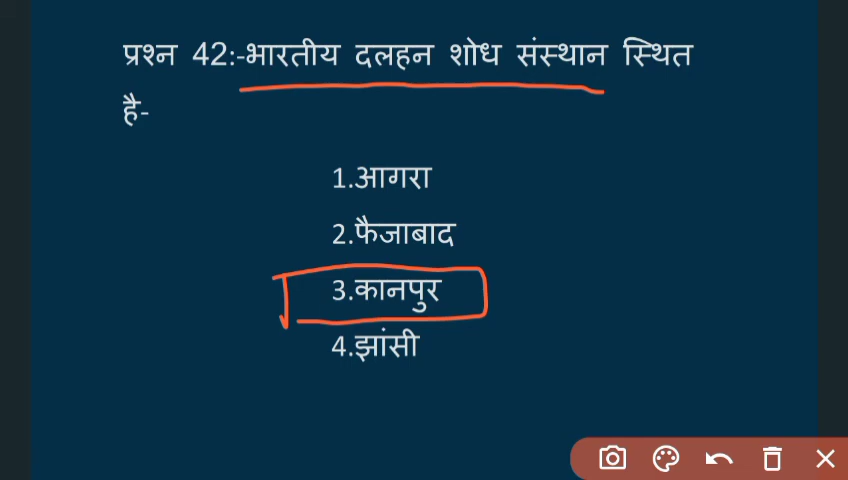 प्रश्न 42:-भारतीय दलहन शोध संस्थान स्थित
है-
1.आगरा
2.फैजाबाद
3.कानपुर
4.झांसी